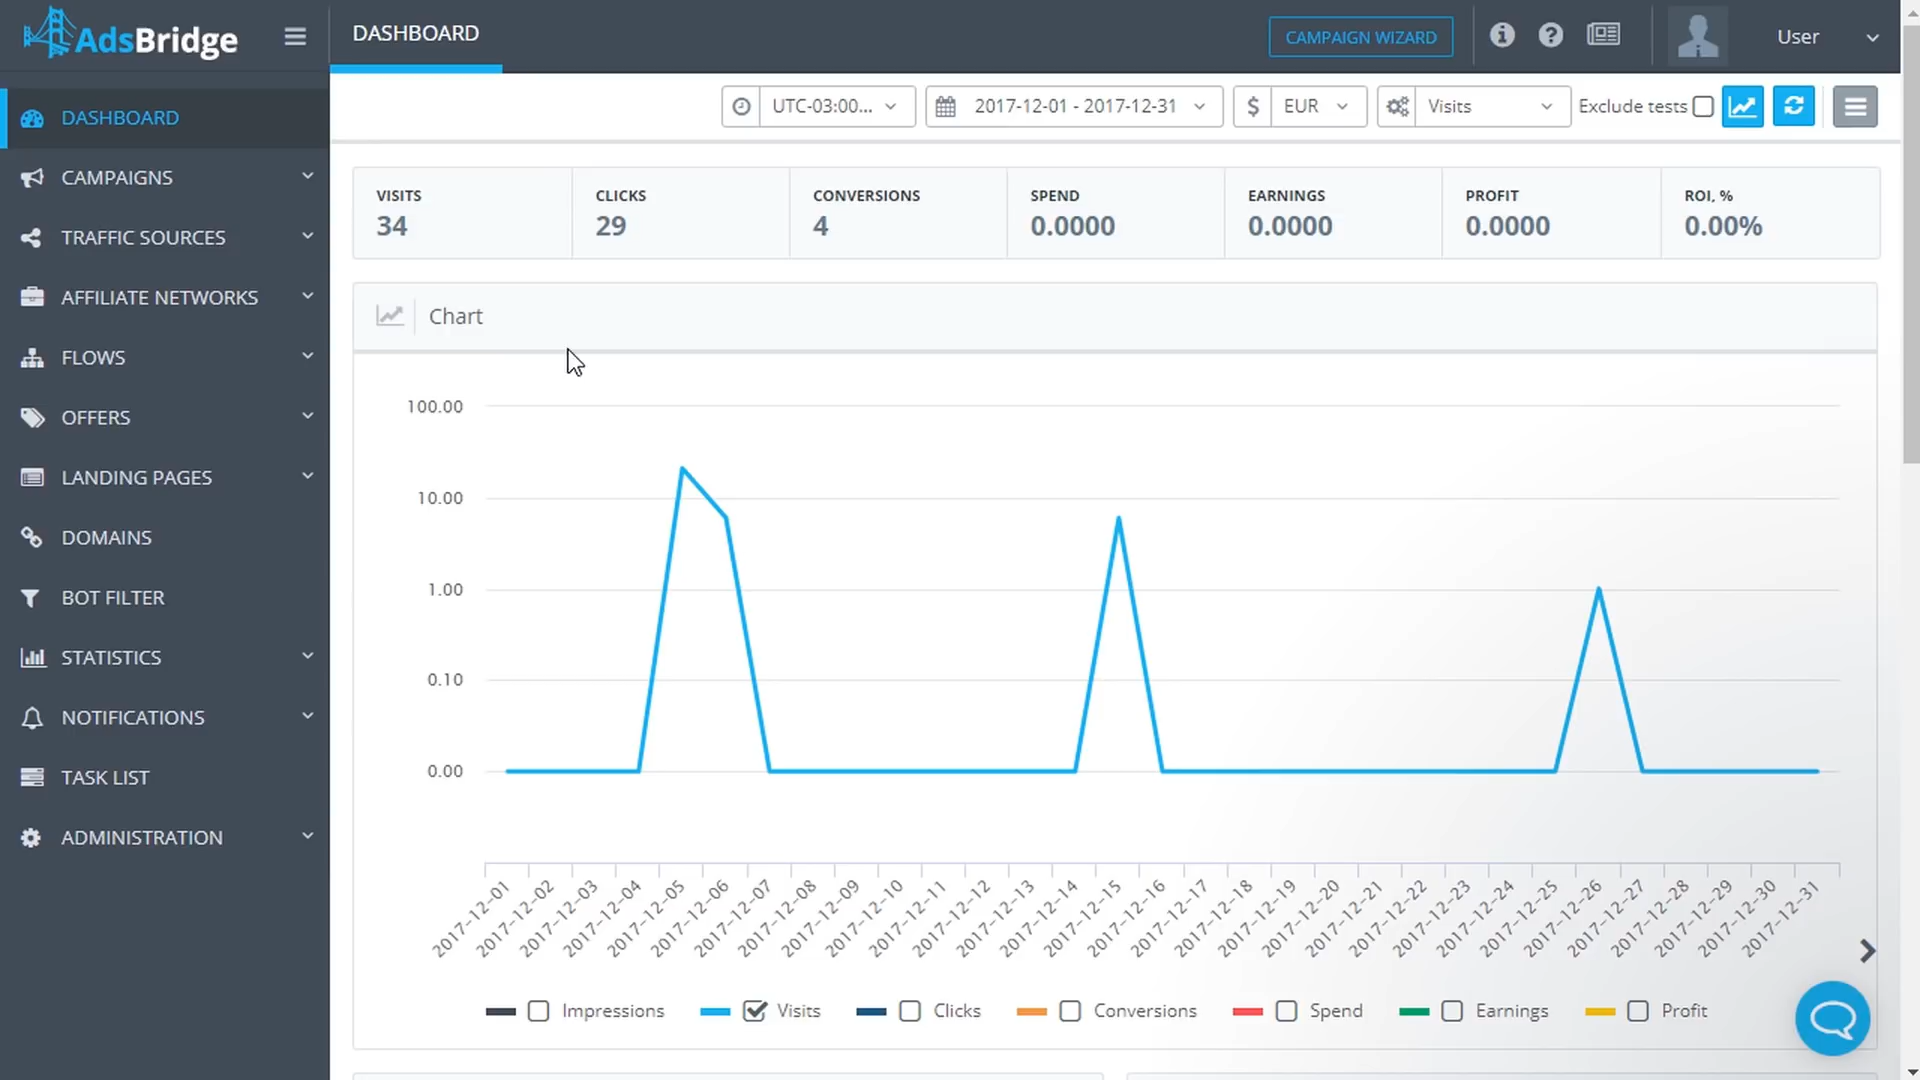 AdsBridge
DASHBOARD
CAMPAIGN WIZARD
User
DASHBOARD
CAMPAIGNS
TRAFFIC SOURCES
AFFILIATE NETWORKS
FLOWS
OFFERS
LANDING PAGES
DOMAINS
BOT FILTER
STATISTICS
NOTIFICATIONS
TASK LIST
ADMINISTRATION
UTC-03:00...
2017-12-01 - 2017-12-31
$ EUR
Visits
Exclude tests
VISITS
34
CLICKS
29
CONVERSIONS
4
SPEND
0.0000
EARNINGS
0.0000
PROFIT
0.0000
ROI, %
0.00%
Chart
100.00
10.00
1.00
0.10
0.00
2017-12-01
2017-12-02
2017-12-03
2017-12-04
2017-12-05
2017-12-06
2017-12-07
2017-12-08
2017-12-09
2017-12-10
2017-12-11
2017-12-12
2017-12-13
2017-12-14
2017-12-15
2017-12-16
2017-12-17
2017-12-18
2017-12-19
2017-12-20
2017-12-21
2017-12-22
2017-12-23
2017-12-24
2017-12-25
2017-12-26
2017-12-27
2017-12-28
2017-12-29
2017-12-30
2017-12-31
Impressions
Visits
Clicks
Conversions
Spend
Earnings
Profit